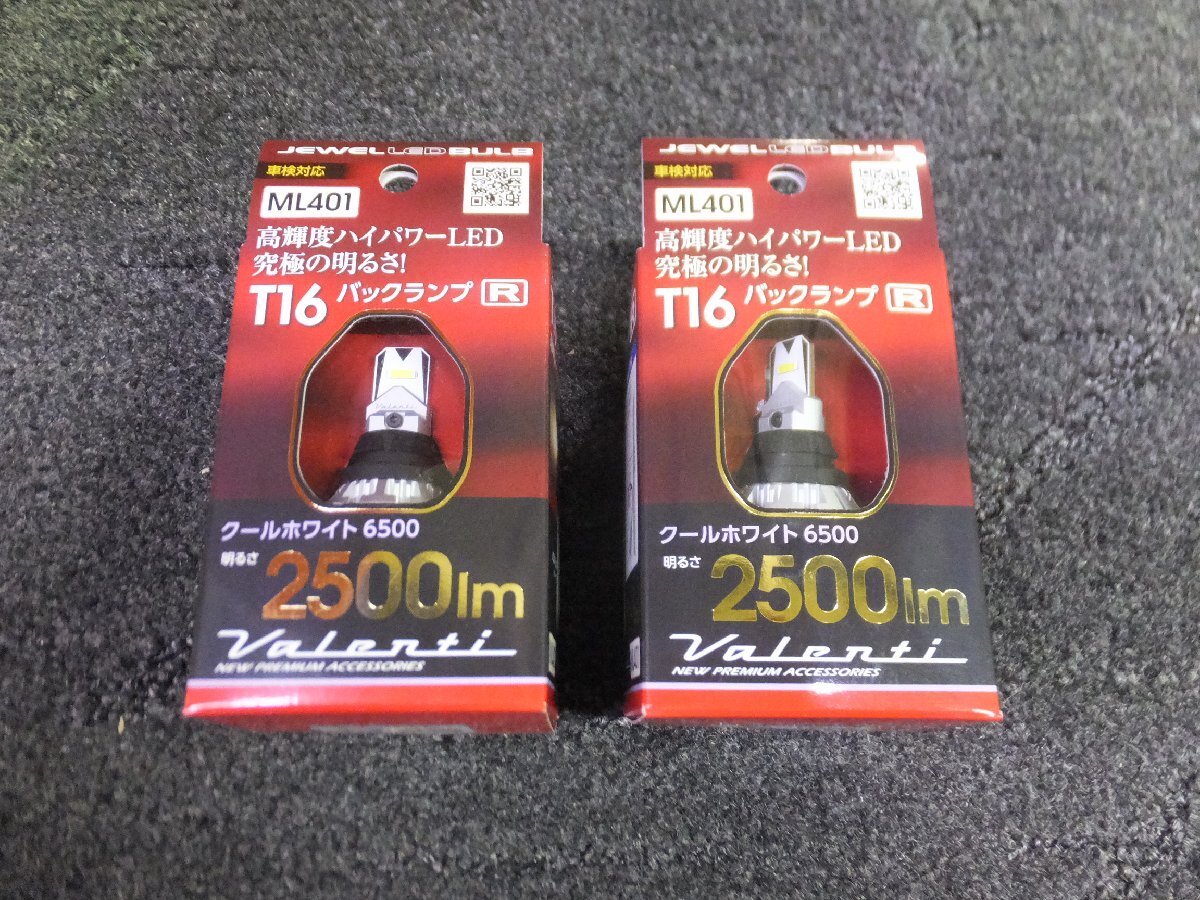 JEWEL LED BULB
車検対応
ML401
高輝度ハイパワーLED
究極の明るさ!
T16 バックランプ R
Valenti
クールホワイト 6500
明るさ 2500lm
Valenti
NEW PREMIUM ACCESSORIES
JEWEL LED BULB
車検対応
ML401
高輝度ハイパワーLED
究極の明るさ!
T16 バックランプ R
クールホワイト 6500
明るさ 2500lm
Valenti
NEW PREMIUM ACCESSORIES